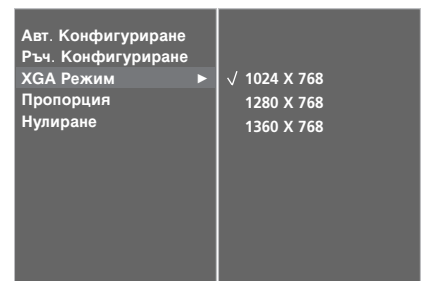 Авт. Конфигуриране
Ръч. Конфигуриране
XGA Режим ►
Пропорция
Нулиране
√ 1024 X 768
1280 X 768
1360 X 768